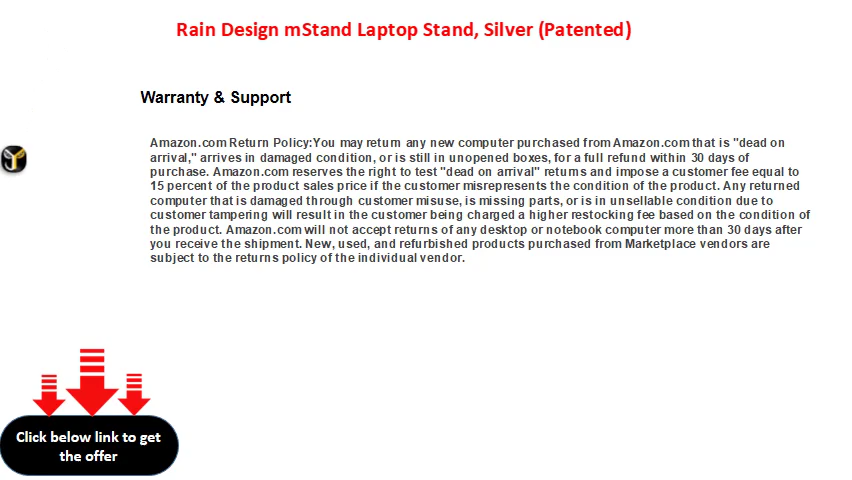 Rain Design mStand Laptop Stand, Silver (Patented)
Warranty & Support
Amazon.com Return Policy:You may return any new computer purchased from Amazon.com that is "dead on
arrival," arrives in damaged condition, or is still in unopened boxes, for a full refund within 30 days of
purchase. Amazon.com reserves the right to test "dead on arrival" returns and impose a customer fee equal to
15 percent of the product sales price if the customer misrepresents the condition of the product. Any returned
computer that is damaged through customer misuse, is missing parts, or is in unsellable condition due to
customer tampering will result in the customer being charged a higher restocking fee based on the condition of
the product. Amazon.com will not accept returns of any desktop or notebook computer more than 30 days after
you receive the shipment. New, used, and refurbished products purchased from Marketplace vendors are
subject to the returns policy of the individual vendor.
Click below link to get
the offer